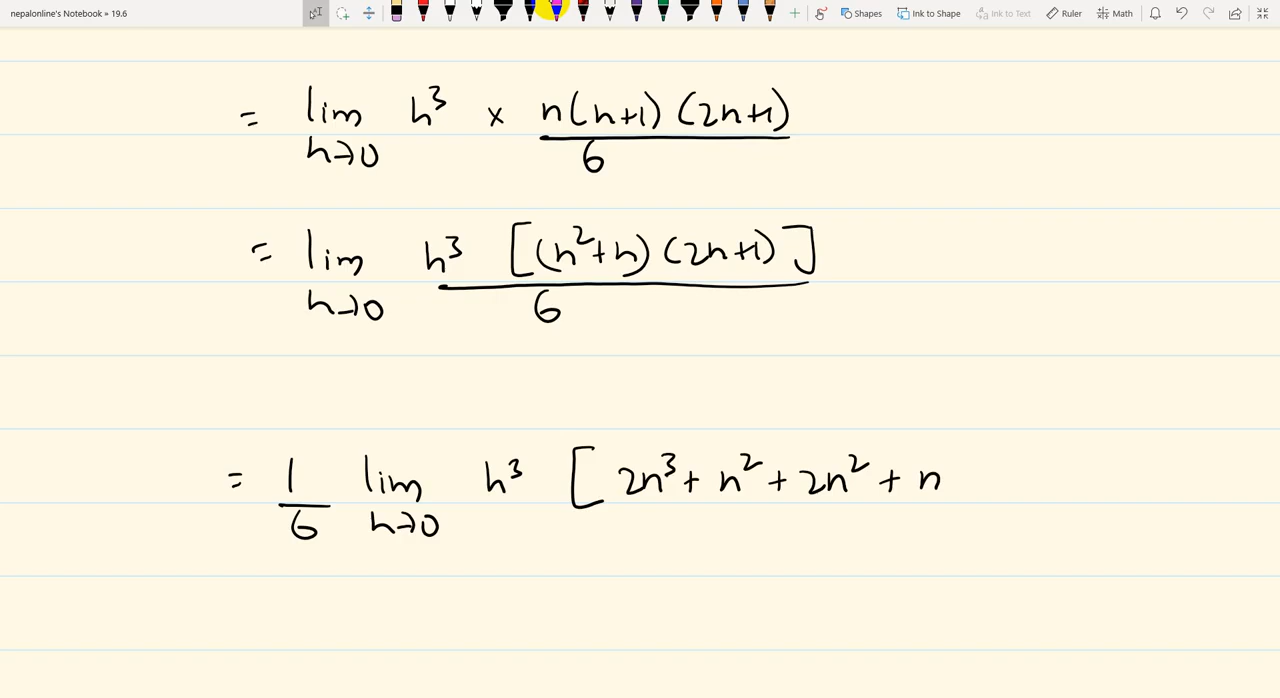 nepalonline's Notebook » 19.6
Shapes Ink to Shape Ink to Text Ruler Math
= lim h→0 h³ × n(n+1)(2n+1) / 6
= lim h→0 h³ [(n²+n)(2n+1)] / 6
= 1/6 lim h→0 h³ [ 2n³ + n² + 2n² + n